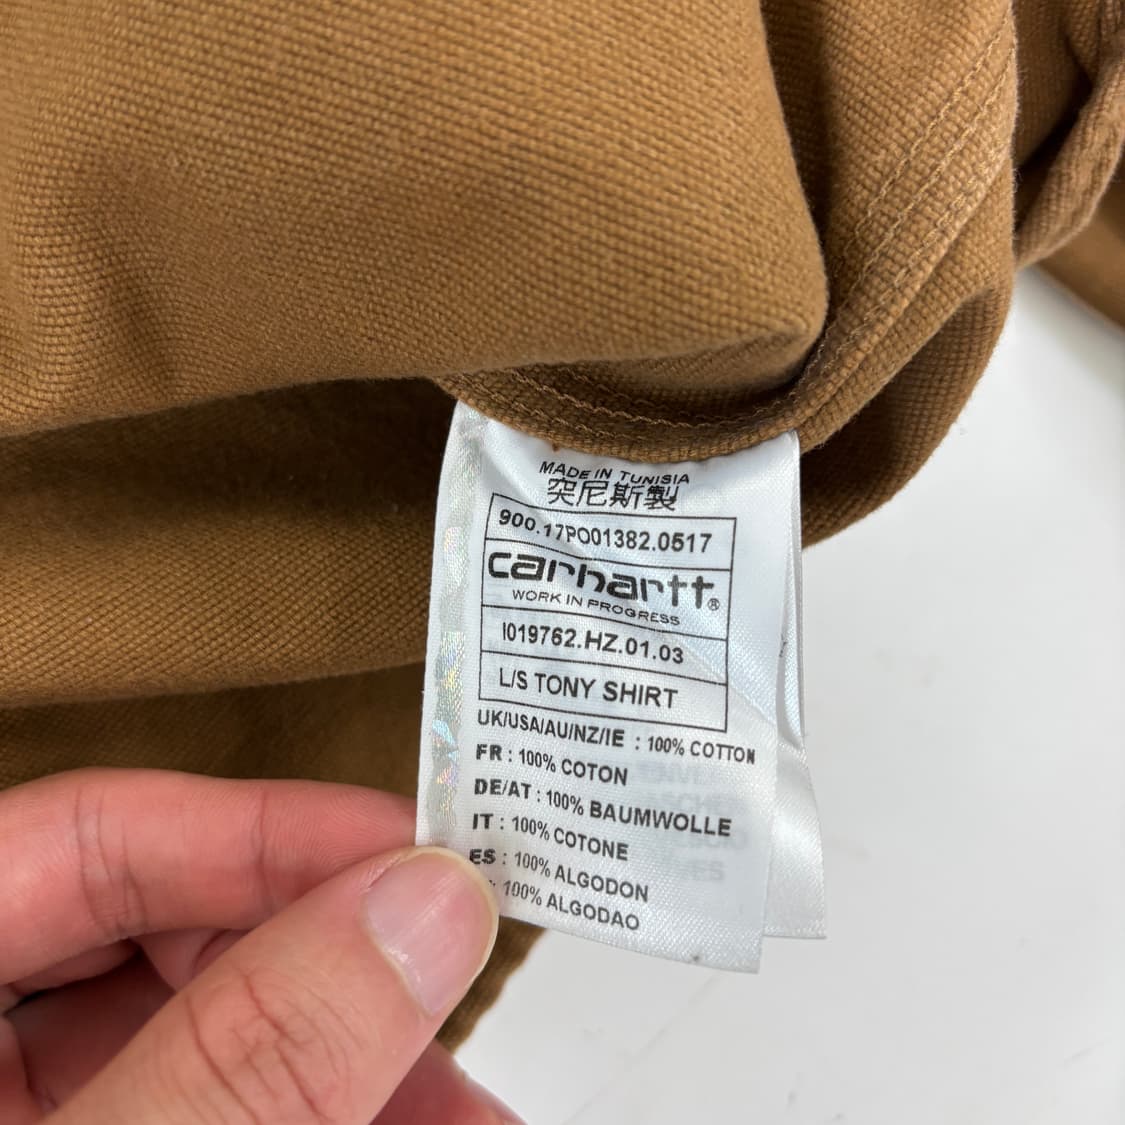 MADE IN TUNISIA
突尼斯製
900.17PO01382.0517
carhartt®
WORK IN PROGRESS
I019762.HZ.01.03
L/S TONY SHIRT
UK/USA/AU/NZ/IE : 100% COTTON
FR : 100% COTON
DE/AT : 100% BAUMWOLLE
IT : 100% COTONE
ES : 100% ALGODON
: 100% ALGODAO